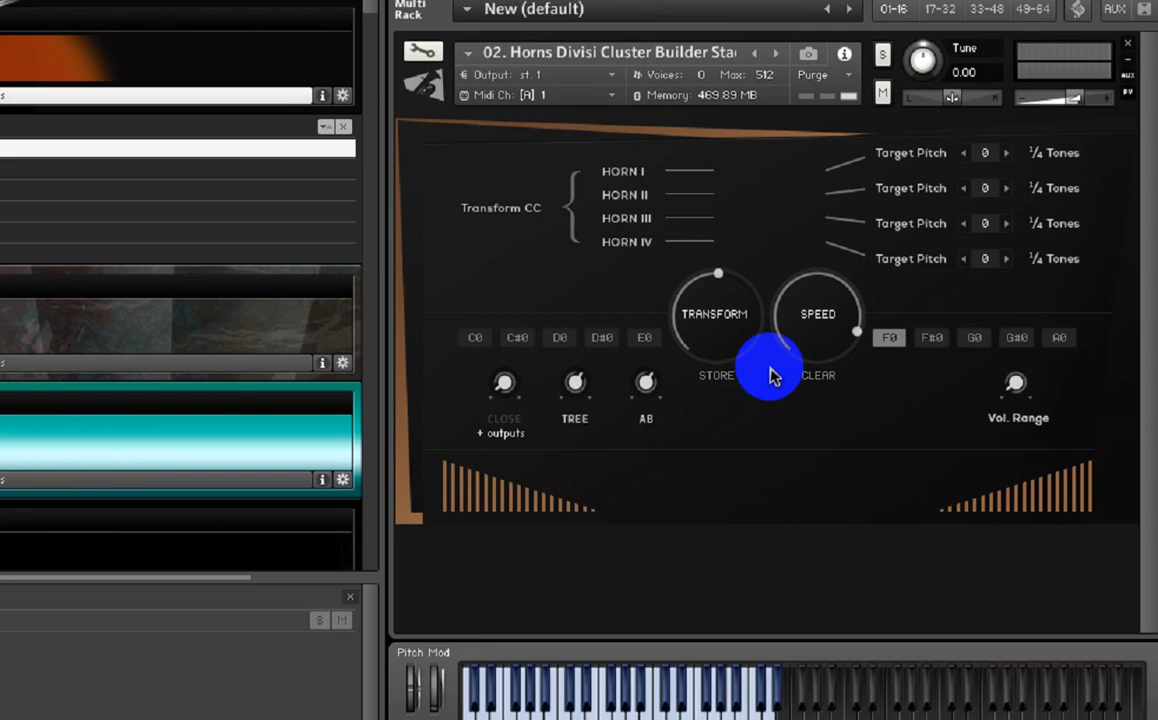 Multi
Rack
New (default)
01-16 17-32 33-48 49-64
AUX
02. Horns Divisi Cluster Builder Sta
Output: st. 1
Voices: 0 Max: 512
Purge
Midi Ch: [A] 1
Memory: 469.89 MB
S
M
Tune
0.00
L
R
AUX
PV
s
HORN I
HORN II
HORN III
HORN IV
Transform CC
Target Pitch 0 ¼ Tones
Target Pitch 0 ¼ Tones
Target Pitch 0 ¼ Tones
Target Pitch 0 ¼ Tones
TRANSFORM
SPEED
C0 C#0 D0 D#0 E0
F0 F#0 G0 G#0 A0
STORE
CLEAR
CLOSE
+ outputs
TREE
AB
Vol. Range
s
s
S M
Pitch Mod